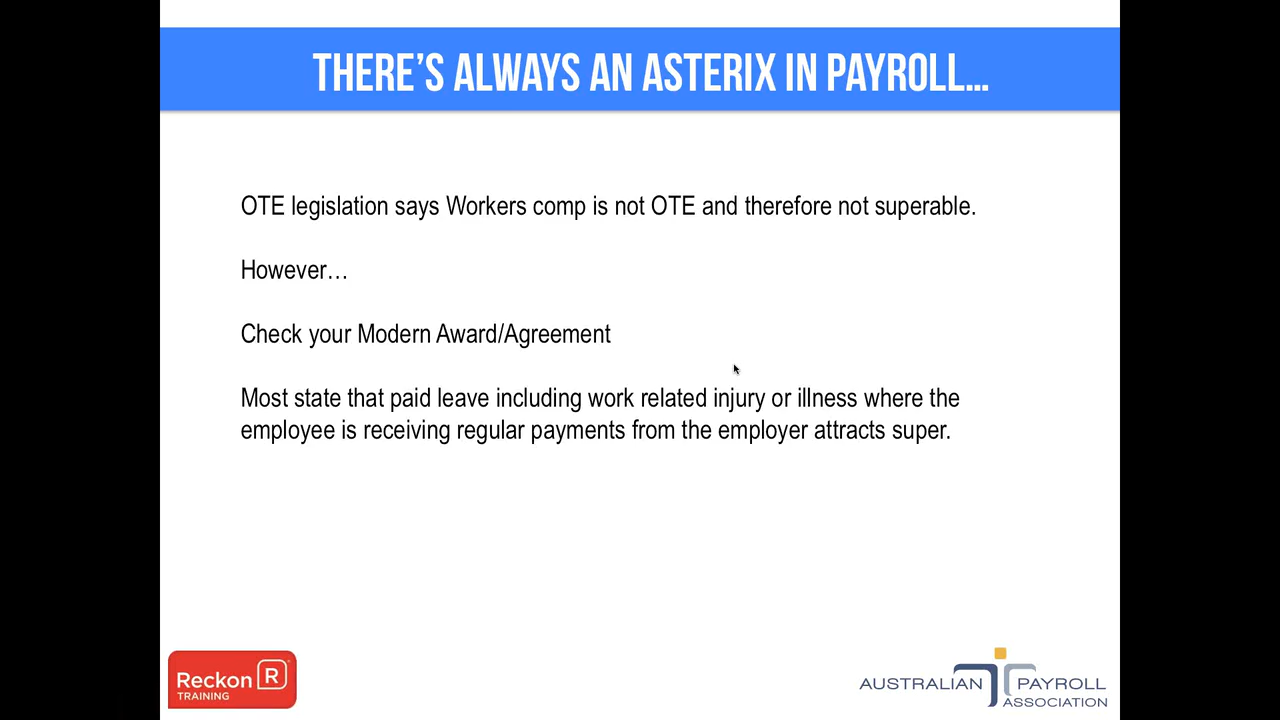 THERE'S ALWAYS AN ASTERIX IN PAYROLL...
OTE legislation says Workers comp is not OTE and therefore not superable.
However…
Check your Modern Award/Agreement
Most state that paid leave including work related injury or illness where the
employee is receiving regular payments from the employer attracts super.
Reckon R
TRAINING
AUSTRALIAN PAYROLL
ASSOCIATION